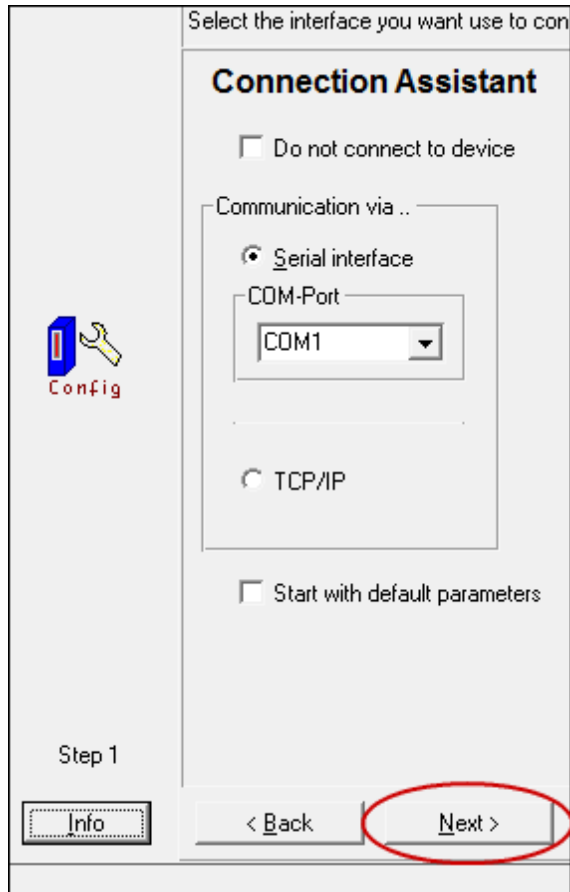 Select the interface you want use to con
Connection Assistant
Do not connect to device
Communication via ..
Serial interface
COM-Port
COM1
Config
TCP/IP
Start with default parameters
Step 1
Info
< Back
Next >